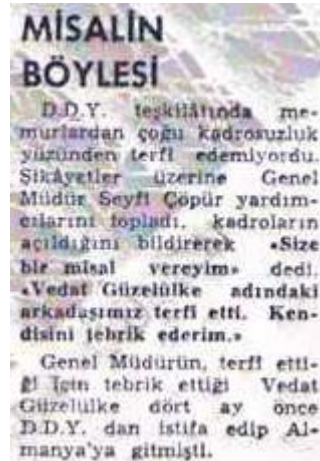 MİSALİN
BÖYLESİ
D.D.Y. teşkilâtında me-
murlardan çoğu kadrosuzluk
yüzünden terfi edemiyordu.
Şikâyetler üzerine Genel
Müdür Seyfi Çöpür yardım-
cılarını topladı, kadroların
açıldığını bildirerek «Size
bir misal vereyim» dedi.
«Vedat Güzelülke adındaki
arkadaşımız terfi etti. Ken-
disini tebrik ederim.»
Genel Müdürün, terfi etti-
ği için tebrik ettiği Vedat
Güzelülke dört ay önce
D.D.Y. dan istifa edip Al-
manya'ya gitmişti.